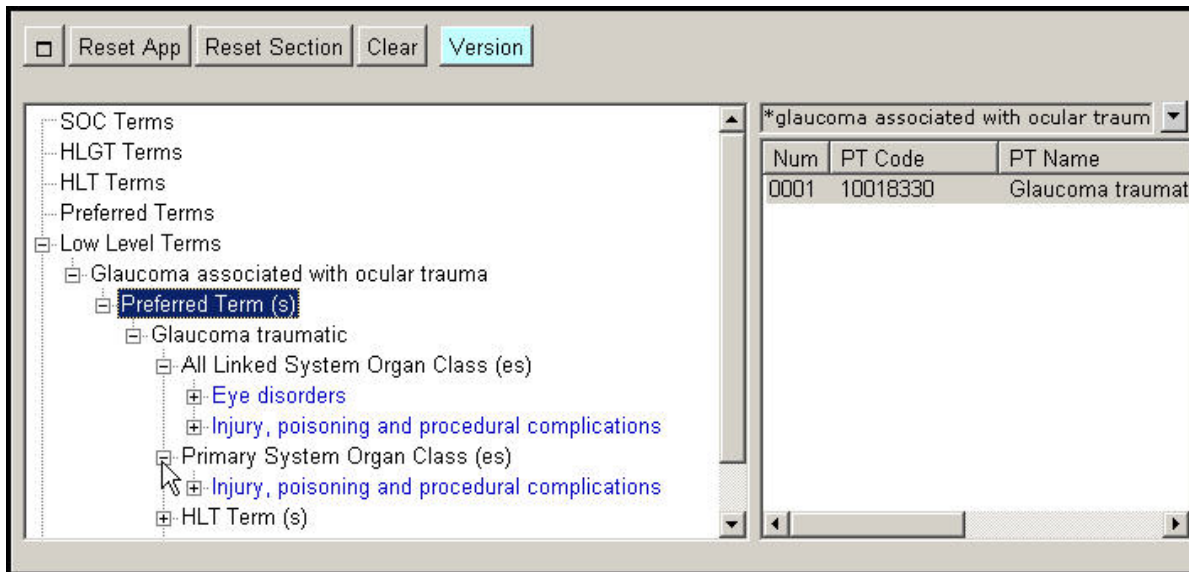 Reset App Reset Section Clear Version
SOC Terms
HLGT Terms
HLT Terms
Preferred Terms
Low Level Terms
Glaucoma associated with ocular trauma
Preferred Term (s)
Glaucoma traumatic
All Linked System Organ Class (es)
Eye disorders
Injury, poisoning and procedural complications
Primary System Organ Class (es)
Injury, poisoning and procedural complications
HLT Term (s)
*glaucoma associated with ocular traum
Num PT Code PT Name
0001 10018330 Glaucoma traumat